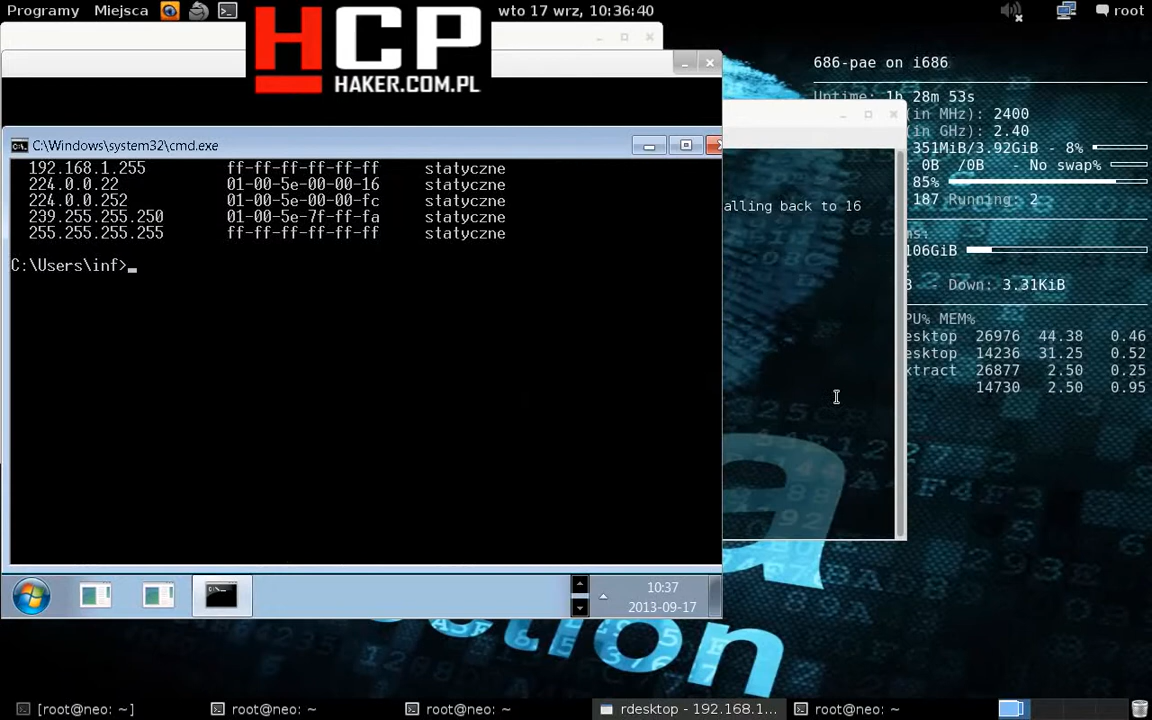 Programy Miejsca wto 17 wrz, 10:36:40 root
HCP
HAKER.COM.PL
686-pae on i686
Uptime: 1h 28m 53s
(in MHz): 2400
(in GHz): 2.40
351MiB/3.92GiB - 8%
: 0B /0B - No swap%
85%
187 Running: 2
106GiB
B - Down: 3.31KiB
PU% MEM%
esktop 26976 44.38 0.46
esktop 14236 31.25 0.52
xtract 26877 2.50 0.25
14730 2.50 0.95
alling back to 16
C:\Windows\system32\cmd.exe
192.168.1.255 ff-ff-ff-ff-ff-ff statyczne
224.0.0.22 01-00-5e-00-00-16 statyczne
224.0.0.252 01-00-5e-00-00-fc statyczne
239.255.255.250 01-00-5e-7f-ff-fa statyczne
255.255.255.255 ff-ff-ff-ff-ff-ff statyczne
C:\Users\inf>_
10:37
2013-09-17
[root@neo: ~] root@neo: ~ root@neo: ~ rdesktop - 192.168.1... root@neo: ~